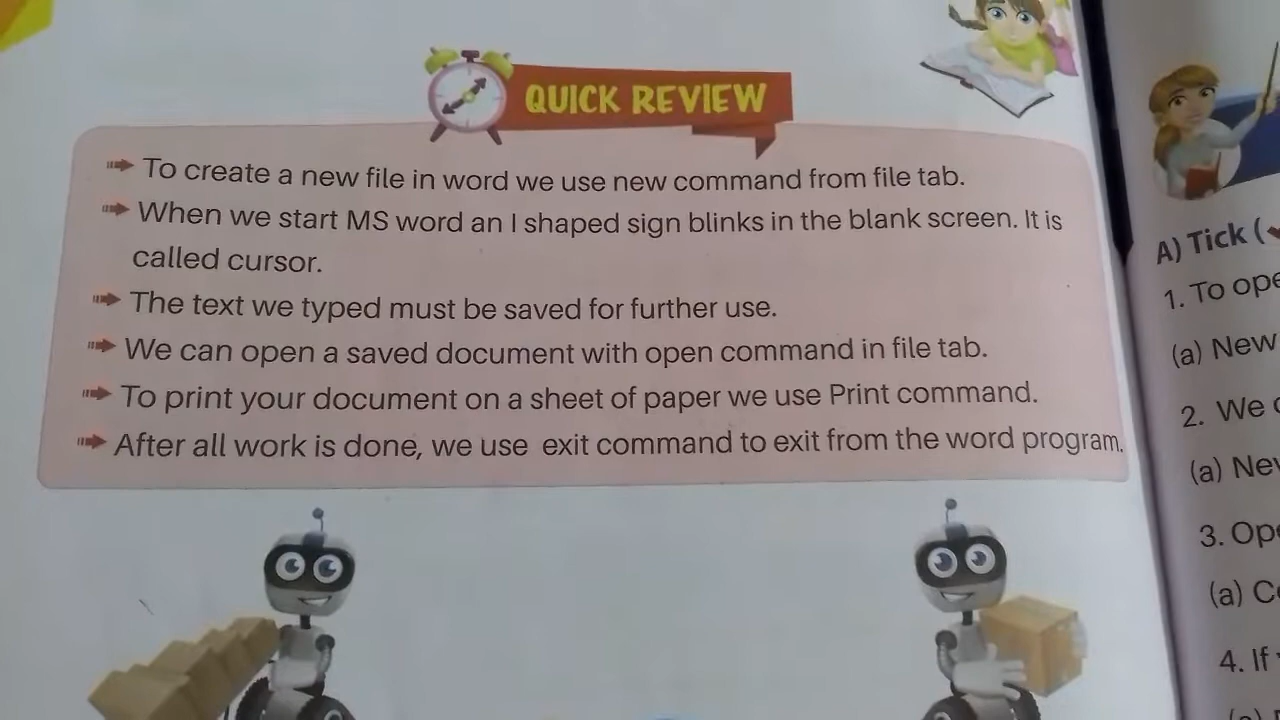 QUICK REVIEW
To create a new file in word we use new command from file tab.
When we start MS word an I shaped sign blinks in the blank screen. It is
called cursor.
The text we typed must be saved for further use.
We can open a saved document with open command in file tab.
To print your document on a sheet of paper we use Print command.
After all work is done, we use exit command to exit from the word program.
A) Tick (
1. To
(a) New
2. We
(a)
3.
(a)
4. If